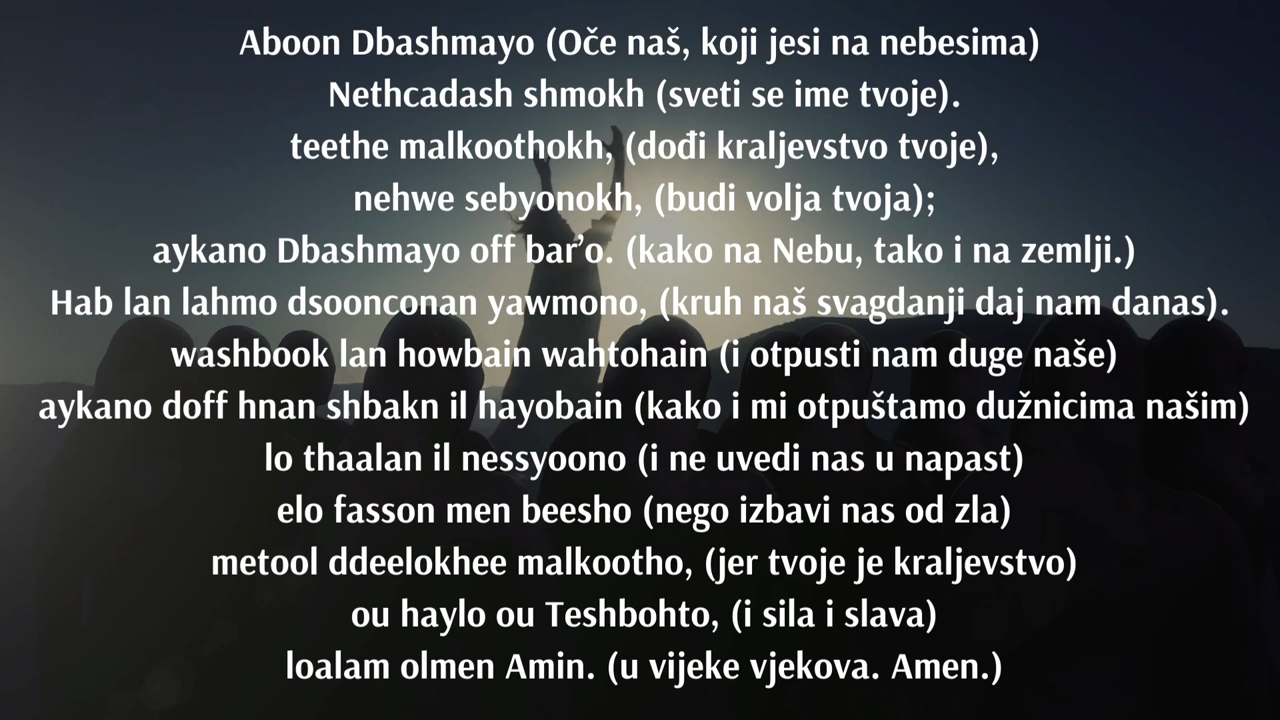 Aboon Dbashmayo (Oče naš, koji jesi na nebesima)
Nethcadash shmokh (sveti se ime tvoje).
teethe malkoothokh, (dođi kraljevstvo tvoje),
nehwe sebyonokh, (budi volja tvoja);
aykano Dbashmayo off bar’o. (kako na Nebu, tako i na zemlji.)
Hab lan lahmo dsoonconan yawmono, (kruh naš svagdanji daj nam danas).
washbook lan howbain wahtohain (i otpusti nam duge naše)
aykano doff hnan shbakn il hayobain (kako i mi otpuštamo dužnicima našim)
lo thaalan il nessyoono (i ne uvedi nas u napast)
elo fasson men beesho (nego izbavi nas od zla)
metool ddeelokhee malkootho, (jer tvoje je kraljevstvo)
ou haylo ou Teshbohto, (i sila i slava)
loalam olmen Amin. (u vijeke vjekova. Amen.)